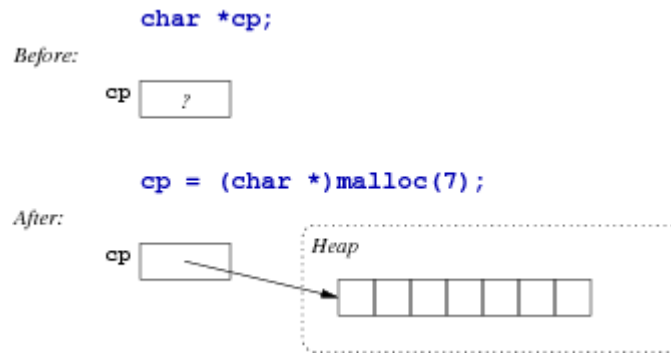 char *cp;
Before:
cp ?
cp = (char *)malloc(7);
After:
cp
Heap